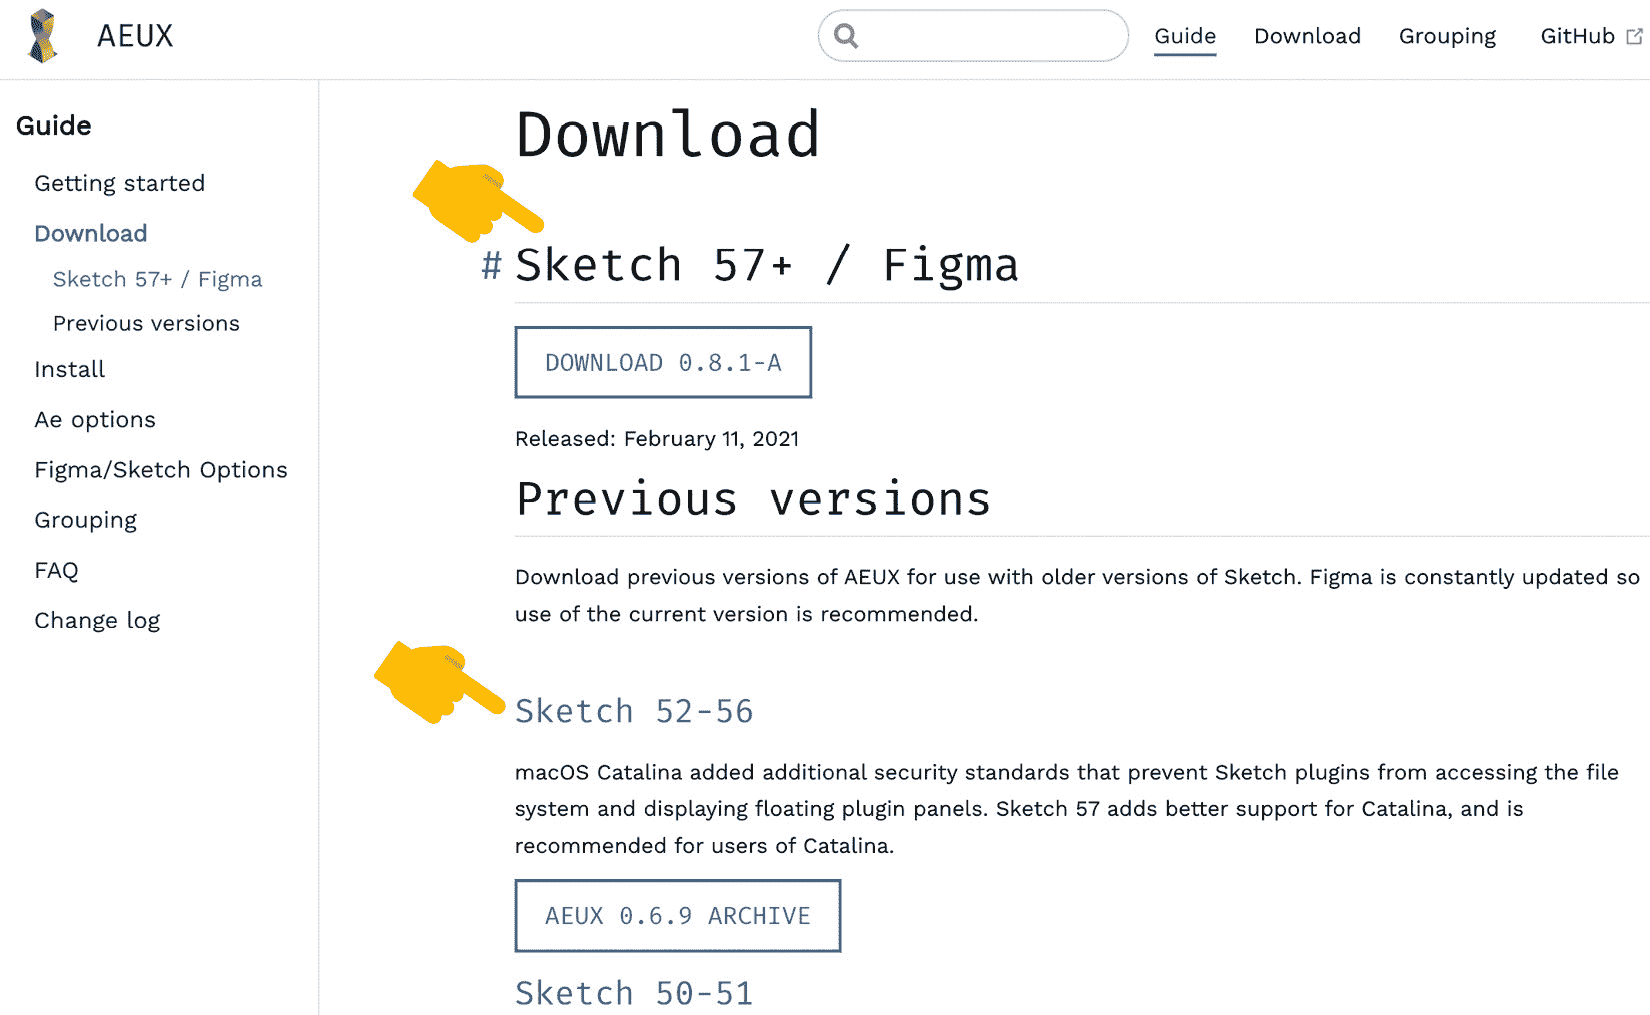 AEUX
Guide
Download
Grouping
GitHub
Guide
Getting started
Download
Sketch 57+ / Figma
Previous versions
Install
Ae options
Figma/Sketch Options
Grouping
FAQ
Change log
Download
# Sketch 57+ / Figma
DOWNLOAD 0.8.1-A
Released: February 11, 2021
Previous versions
Download previous versions of AEUX for use with older versions of Sketch. Figma is constantly updated so
use of the current version is recommended.
Sketch 52-56
macOS Catalina added additional security standards that prevent Sketch plugins from accessing the file
system and displaying floating plugin panels. Sketch 57 adds better support for Catalina, and is
recommended for users of Catalina.
AEUX 0.6.9 ARCHIVE
Sketch 50-51